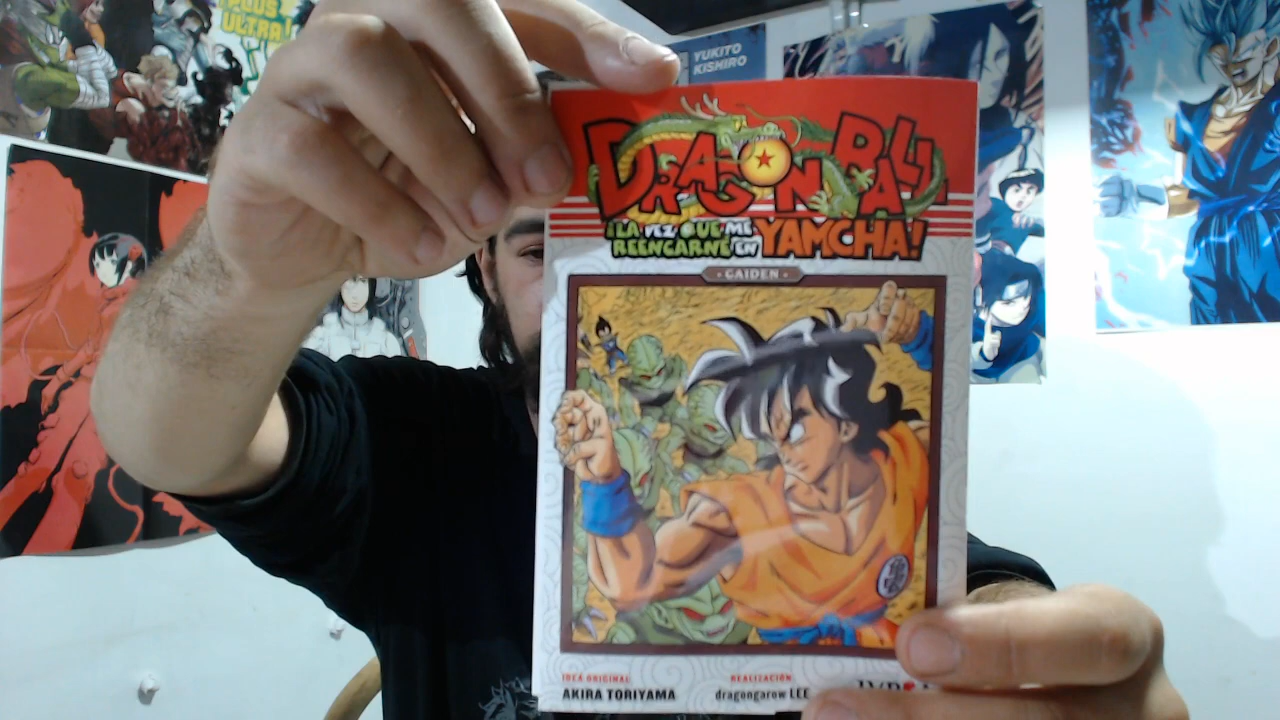 ¡PLUS
ULTRA!
YUKITO
KISHIRO
DRAGON BALL
¡LA VEZ QUE ME
REENCARNÉ EN YAMCHA!
• GAIDEN •
IDEA ORIGINAL
AKIRA TORIYAMA
REALIZACIÓN
dragongarow LEE